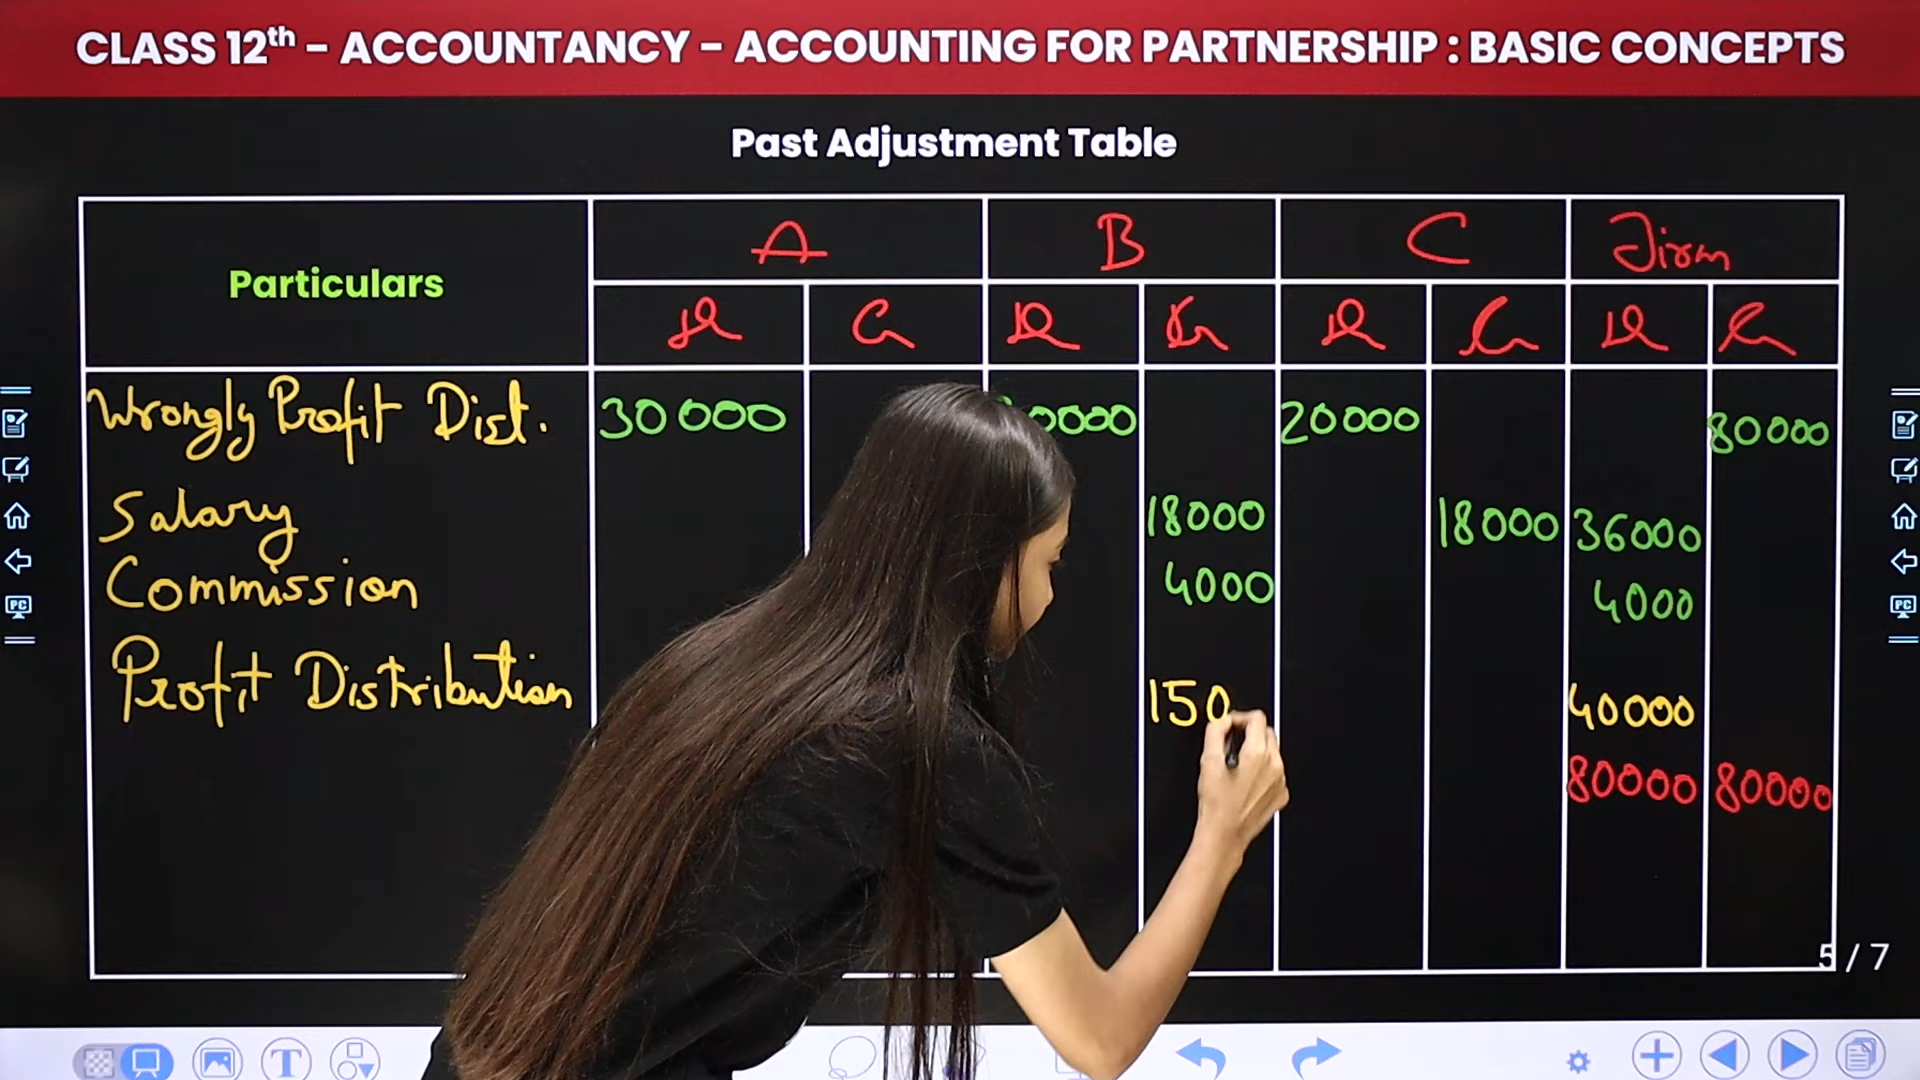 CLASS 12th – ACCOUNTANCY – ACCOUNTING FOR PARTNERSHIP : BASIC CONCEPTS
Past Adjustment Table
Particulars A B C Firm
Dr Cr Dr Cr Dr Cr Dr Cr
Wrongly Profit Dist. 30000 20000 80000
Salary 18000 18000 36000
Commission 4000 4000
Profit Distribution 150 40000
80000 80000
5 / 7